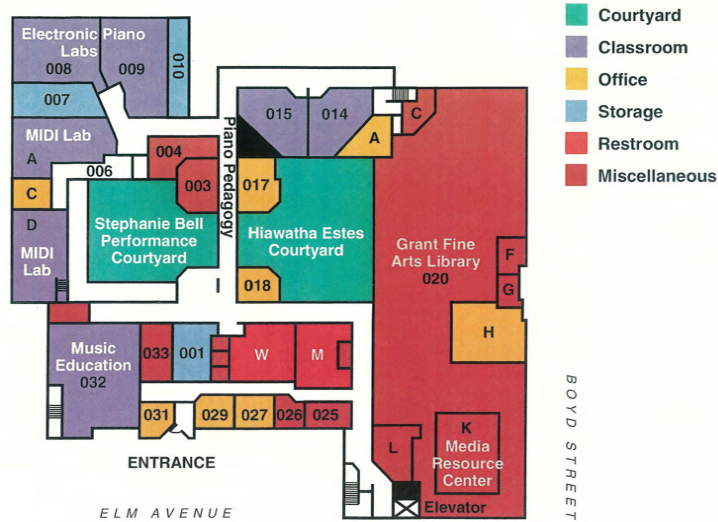 Courtyard
Classroom
Office
Storage
Restroom
Miscellaneous
Electronic Piano
Labs
008
009
010
007
MIDI Lab
A
006
C
D
MIDI
Lab
004
003
Piano Pedagogy
015
014
A
C
017
018
Stephanie Bell
Performance
Courtyard
Hiawatha Estes
Courtyard
Grant Fine
Arts Library
020
F
G
H
Music
Education
032
033
001
W
M
031
029
027
026
025
L
K
Media
Resource
Center
Elevator
ENTRANCE
ELM AVENUE
BOYD STREET